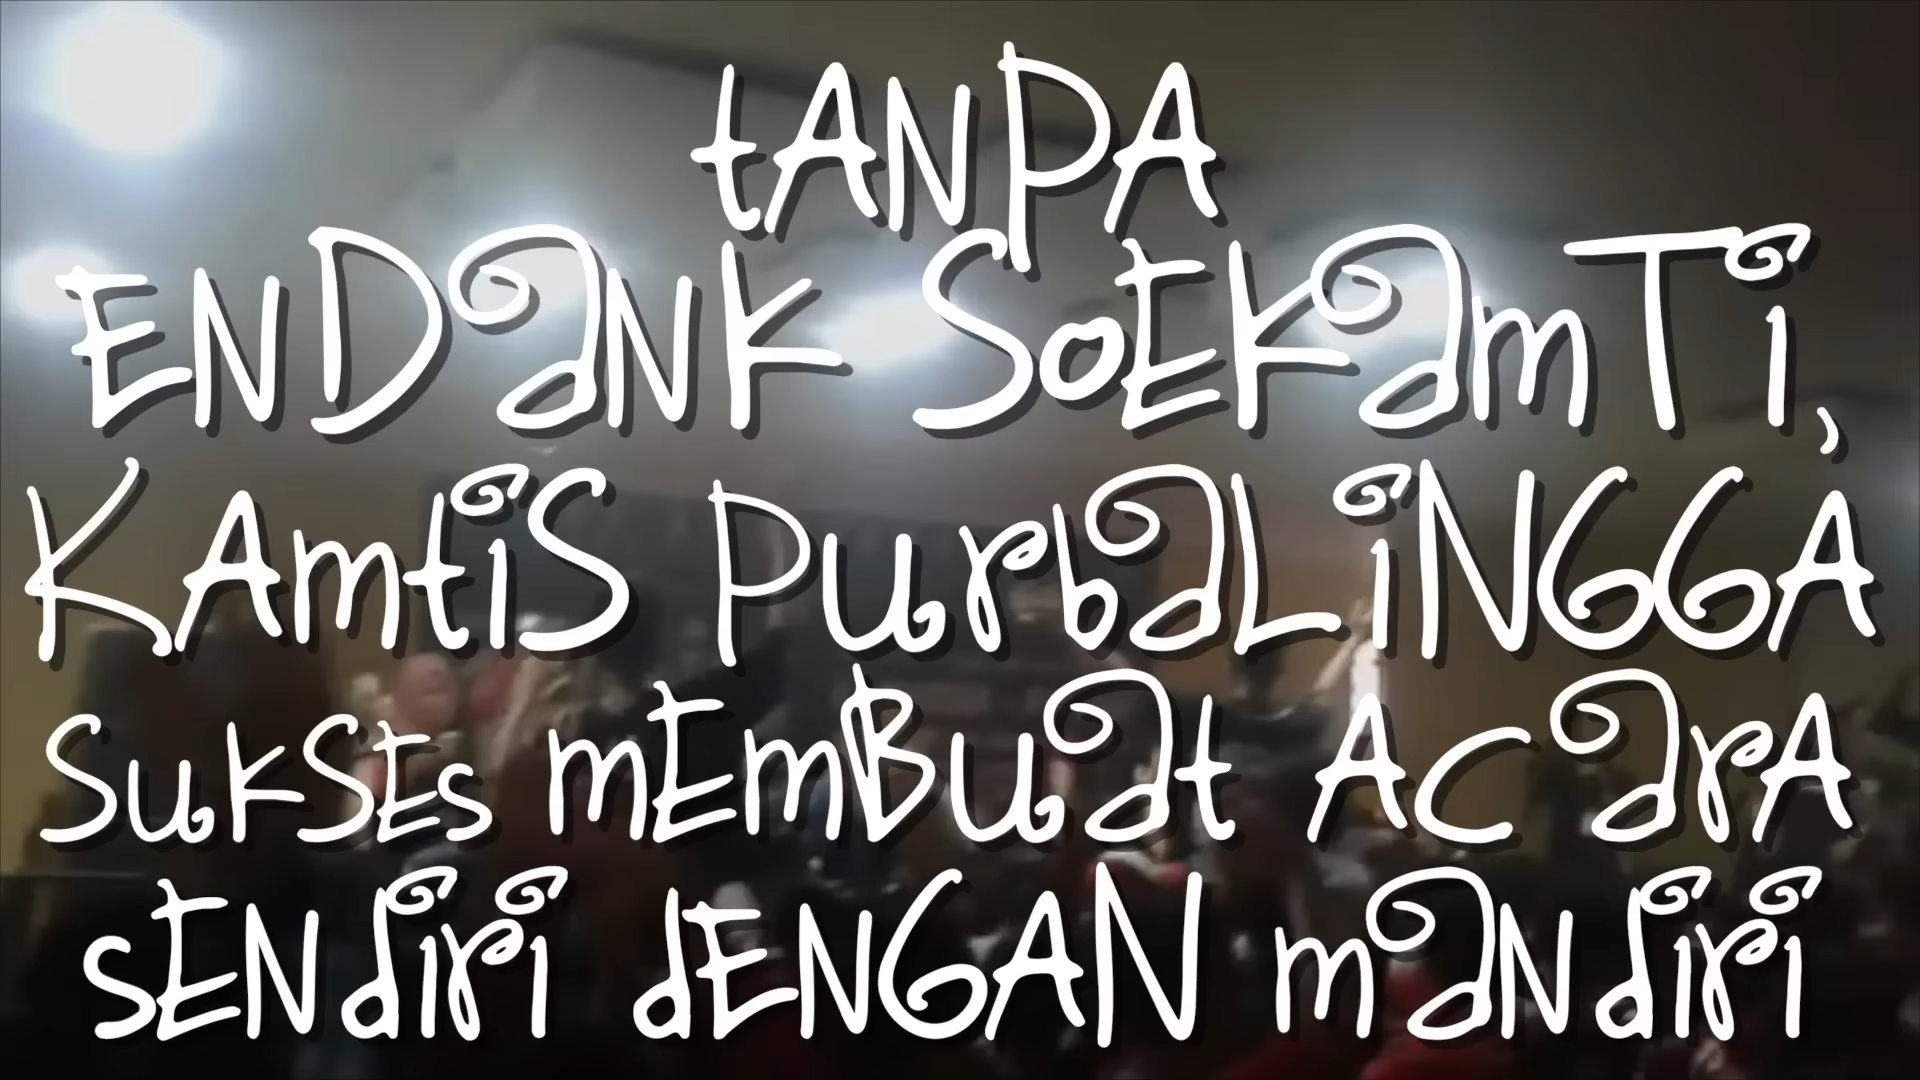 tANPA
ENDaNK SoEKamTi,
KAmtiS PurbaLiNGGA
SuKSEs mEmBuat ACarA
sENdiri dENGAN maNdiri